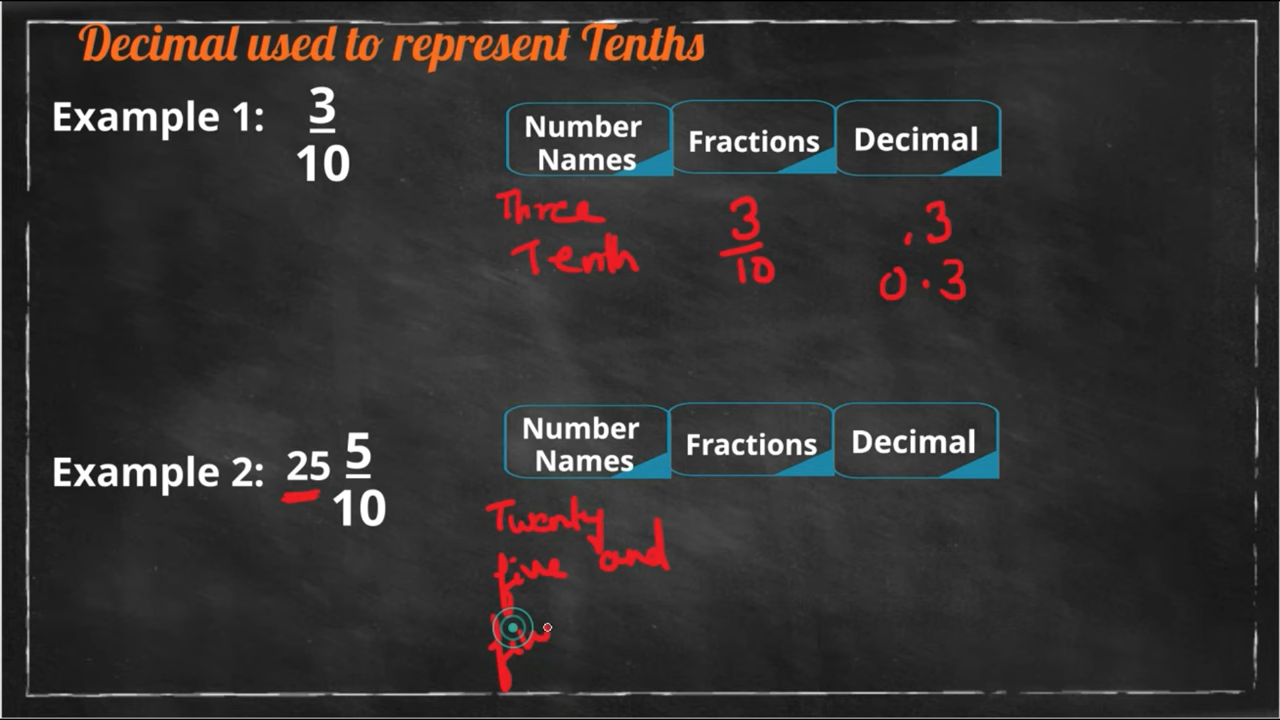 Decimal used to represent Tenths
Example 1: 3/10
Number Names
Fractions
Decimal
Three
Tenth
3/10
.3
0.3
Example 2: 25 5/10
Number Names
Fractions
Decimal
Twenty
five and